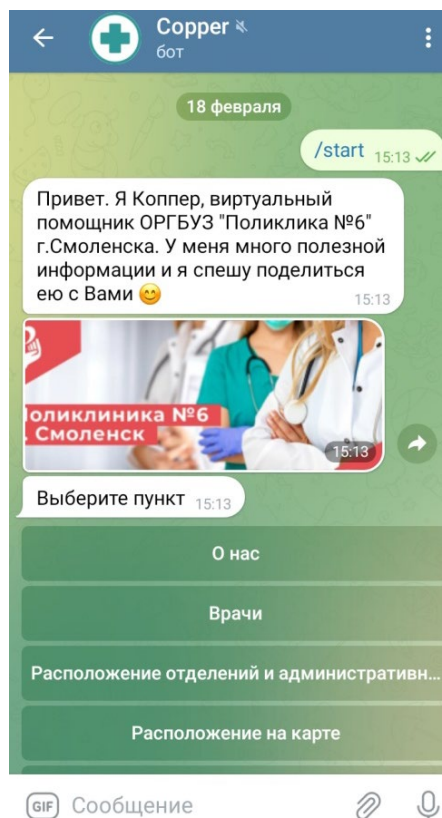 Copper
бот
18 февраля
/start 15:13
Привет. Я Коппер, виртуальный
помощник ОРГБУЗ "Поликлика №6"
г.Смоленска. У меня много полезной
информации и я спешу поделиться
ею с Вами 😊 15:13
оликлиника №6
Смоленск
15:13
Выберите пункт 15:13
О нас
Врачи
Расположение отделений и административн...
Расположение на карте
GIF Сообщение